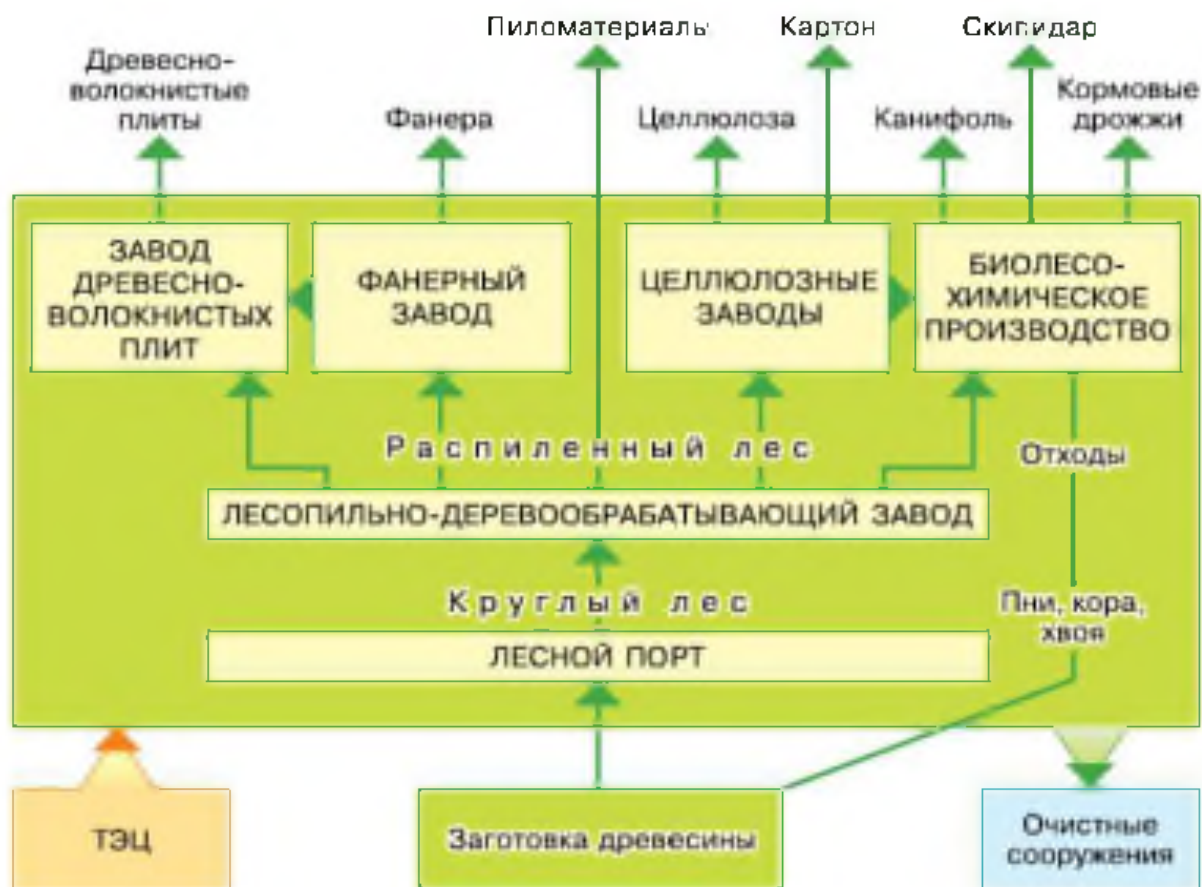 Пиломатериаль
Картон
Скипидар
Древесно-
волокнистые
плиты
Фанера
Целлюлоза
Канифоль
Кормовые
дрожжи
ЗАВОД
ДРЕВЕСНО-
ВОЛОКНИСТЫХ
ПЛИТ
ФАНЕРНЫЙ
ЗАВОД
ЦЕЛЛЮЛОЗНЫЕ
ЗАВОДЫ
БИОЛЕСО-
ХИМИЧЕСКОЕ
ПРОИЗВОДСТВО
Распиленный лес
Отходы
ЛЕСОПИЛЬНО-ДЕРЕВООБРАБАТЫВАЮЩИЙ ЗАВОД
Круглый лес
Пни, кора,
хвоя
ЛЕСНОЙ ПОРТ
ТЭЦ
Заготовка древесины
Очистные
сооружения